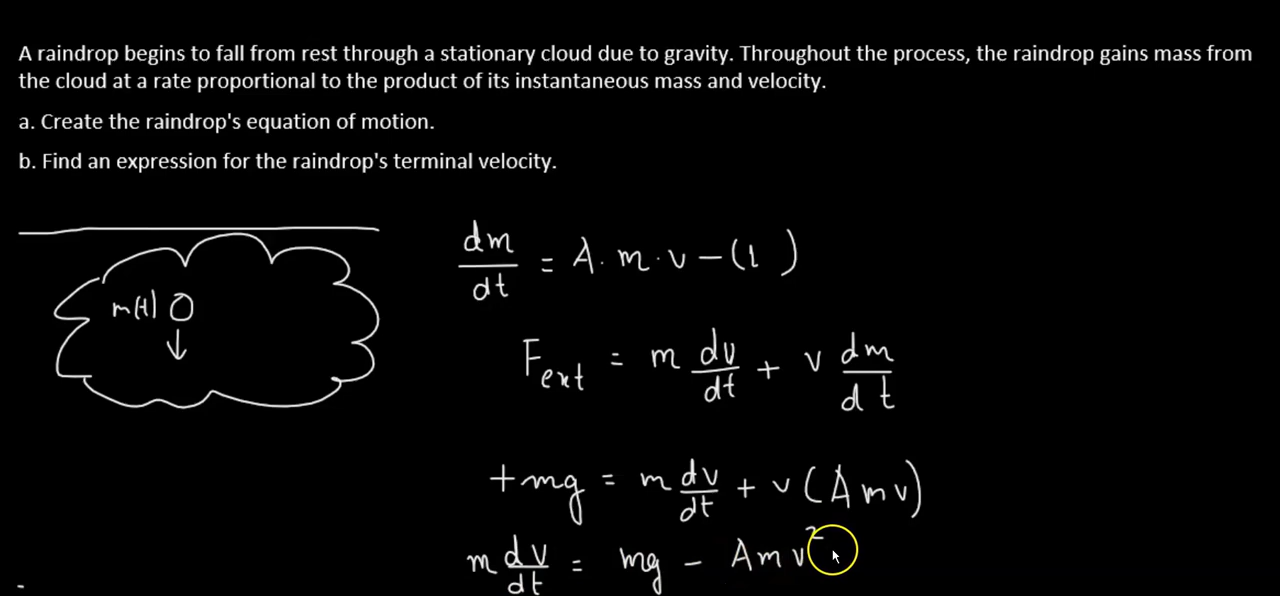 A raindrop begins to fall from rest through a stationary cloud due to gravity. Throughout the process, the raindrop gains mass from
the cloud at a rate proportional to the product of its instantaneous mass and velocity.
a. Create the raindrop's equation of motion.
b. Find an expression for the raindrop's terminal velocity.
dm/dt = A.m.v - (1)
m(t)
F_ext = m dv/dt + v dm/dt
+mg = m dv/dt + v(Amv)
m dv/dt = mg - Amv²